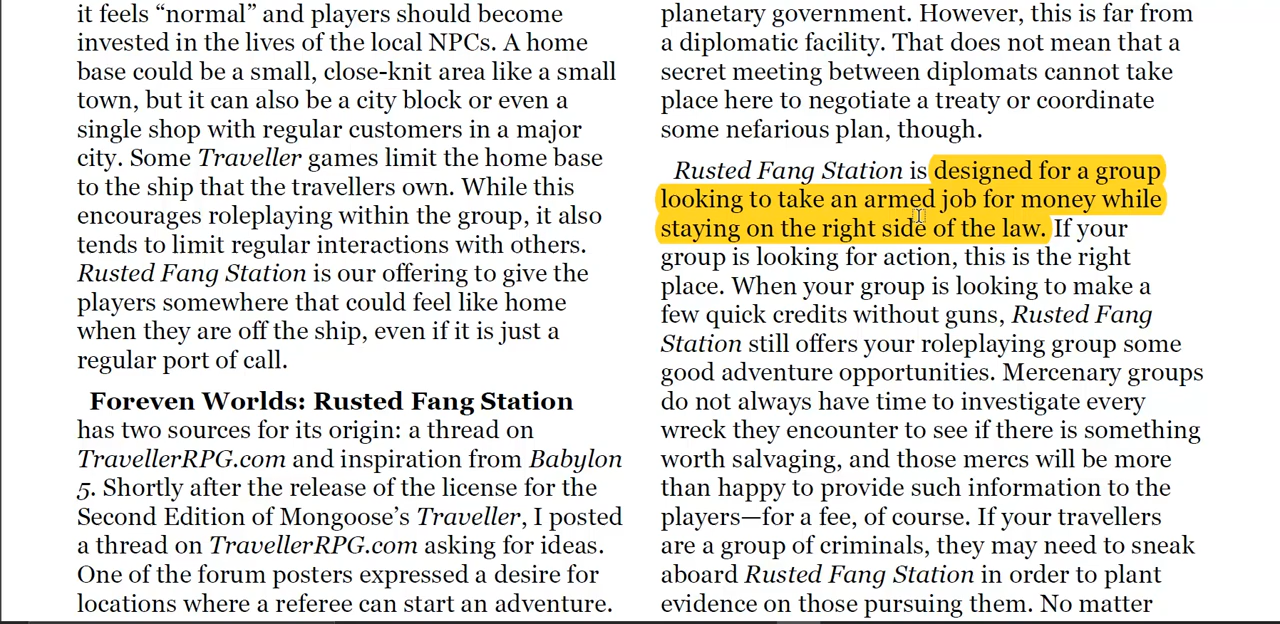 it feels “normal” and players should become
invested in the lives of the local NPCs. A home
base could be a small, close-knit area like a small
town, but it can also be a city block or even a
single shop with regular customers in a major
city. Some Traveller games limit the home base
to the ship that the travellers own. While this
encourages roleplaying within the group, it also
tends to limit regular interactions with others.
Rusted Fang Station is our offering to give the
players somewhere that could feel like home
when they are off the ship, even if it is just a
regular port of call.
Foreven Worlds: Rusted Fang Station
has two sources for its origin: a thread on
TravellerRPG.com and inspiration from Babylon
5. Shortly after the release of the license for the
Second Edition of Mongoose’s Traveller, I posted
a thread on TravellerRPG.com asking for ideas.
One of the forum posters expressed a desire for
locations where a referee can start an adventure.
planetary government. However, this is far from
a diplomatic facility. That does not mean that a
secret meeting between diplomats cannot take
place here to negotiate a treaty or coordinate
some nefarious plan, though.
Rusted Fang Station is designed for a group
looking to take an armed job for money while
staying on the right side of the law. If your
group is looking for action, this is the right
place. When your group is looking to make a
few quick credits without guns, Rusted Fang
Station still offers your roleplaying group some
good adventure opportunities. Mercenary groups
do not always have time to investigate every
wreck they encounter to see if there is something
worth salvaging, and those mercs will be more
than happy to provide such information to the
players—for a fee, of course. If your travellers
are a group of criminals, they may need to sneak
aboard Rusted Fang Station in order to plant
evidence on those pursuing them. No matter